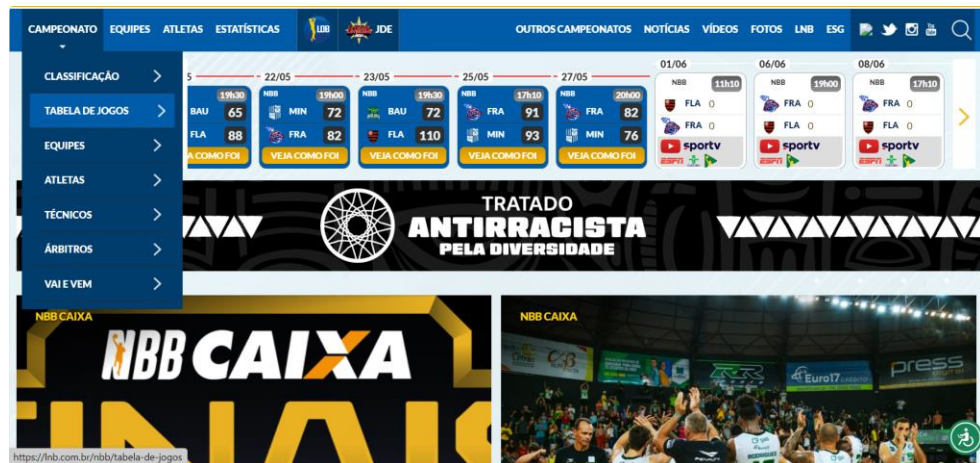 CAMPEONATO EQUIPES ATLETAS ESTATÍSTICAS LDB JDE OUTROS CAMPEONATOS NOTÍCIAS VÍDEOS FOTOS LNB ESG
CLASSIFICAÇÃO
TABELA DE JOGOS
EQUIPES
ATLETAS
TÉCNICOS
ÁRBITROS
VAI E VEM
5
19h30
BAU 65
FLA 88
VEJA COMO FOI
22/05
NBB 19h00
MIN 72
FRA 82
VEJA COMO FOI
23/05
NBB 19h30
BAU 72
FLA 110
VEJA COMO FOI
25/05
NBB 17h10
FRA 91
MIN 93
VEJA COMO FOI
27/05
NBB 20h00
FRA 82
MIN 76
VEJA COMO FOI
01/06
NBB 11h10
FLA 0
FRA 0
sportv
ESPN
06/06
NBB 19h00
FRA 0
FLA 0
sportv
ESPN
08/06
NBB 17h10
FRA 0
FLA 0
sportv
ESPN
TRATADO
ANTIRRACISTA
PELA DIVERSIDADE
NBB CAIXA
NBB CAIXA
FINAIS
NBB CAIXA
Euro17
press
RODRIGUES
https://lnb.com.br/nbb/tabela-de-jogos